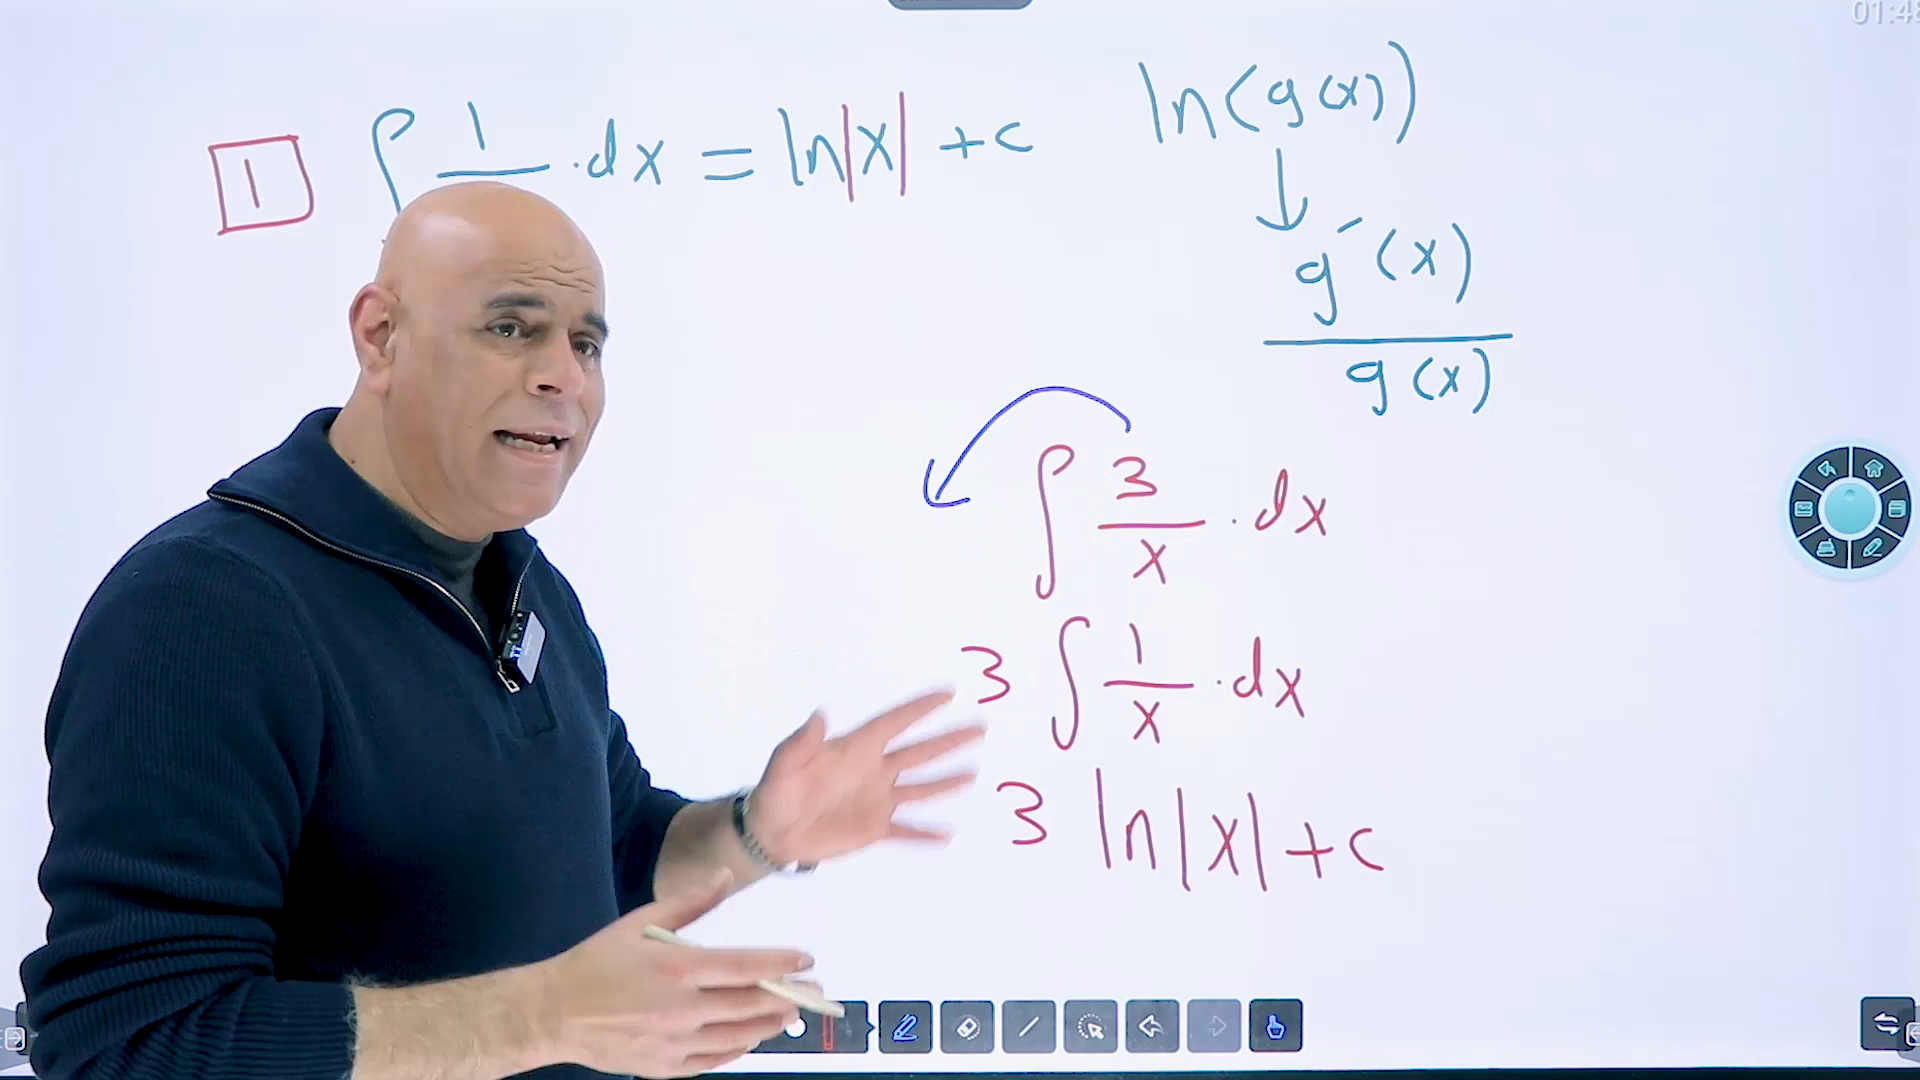 1
∫ 1 · dx = ln|x| + c
ln(g(x))
↓
g′(x)
g(x)
∫ 3/x · dx
3 ∫ 1/x · dx
3 ln|x| + c